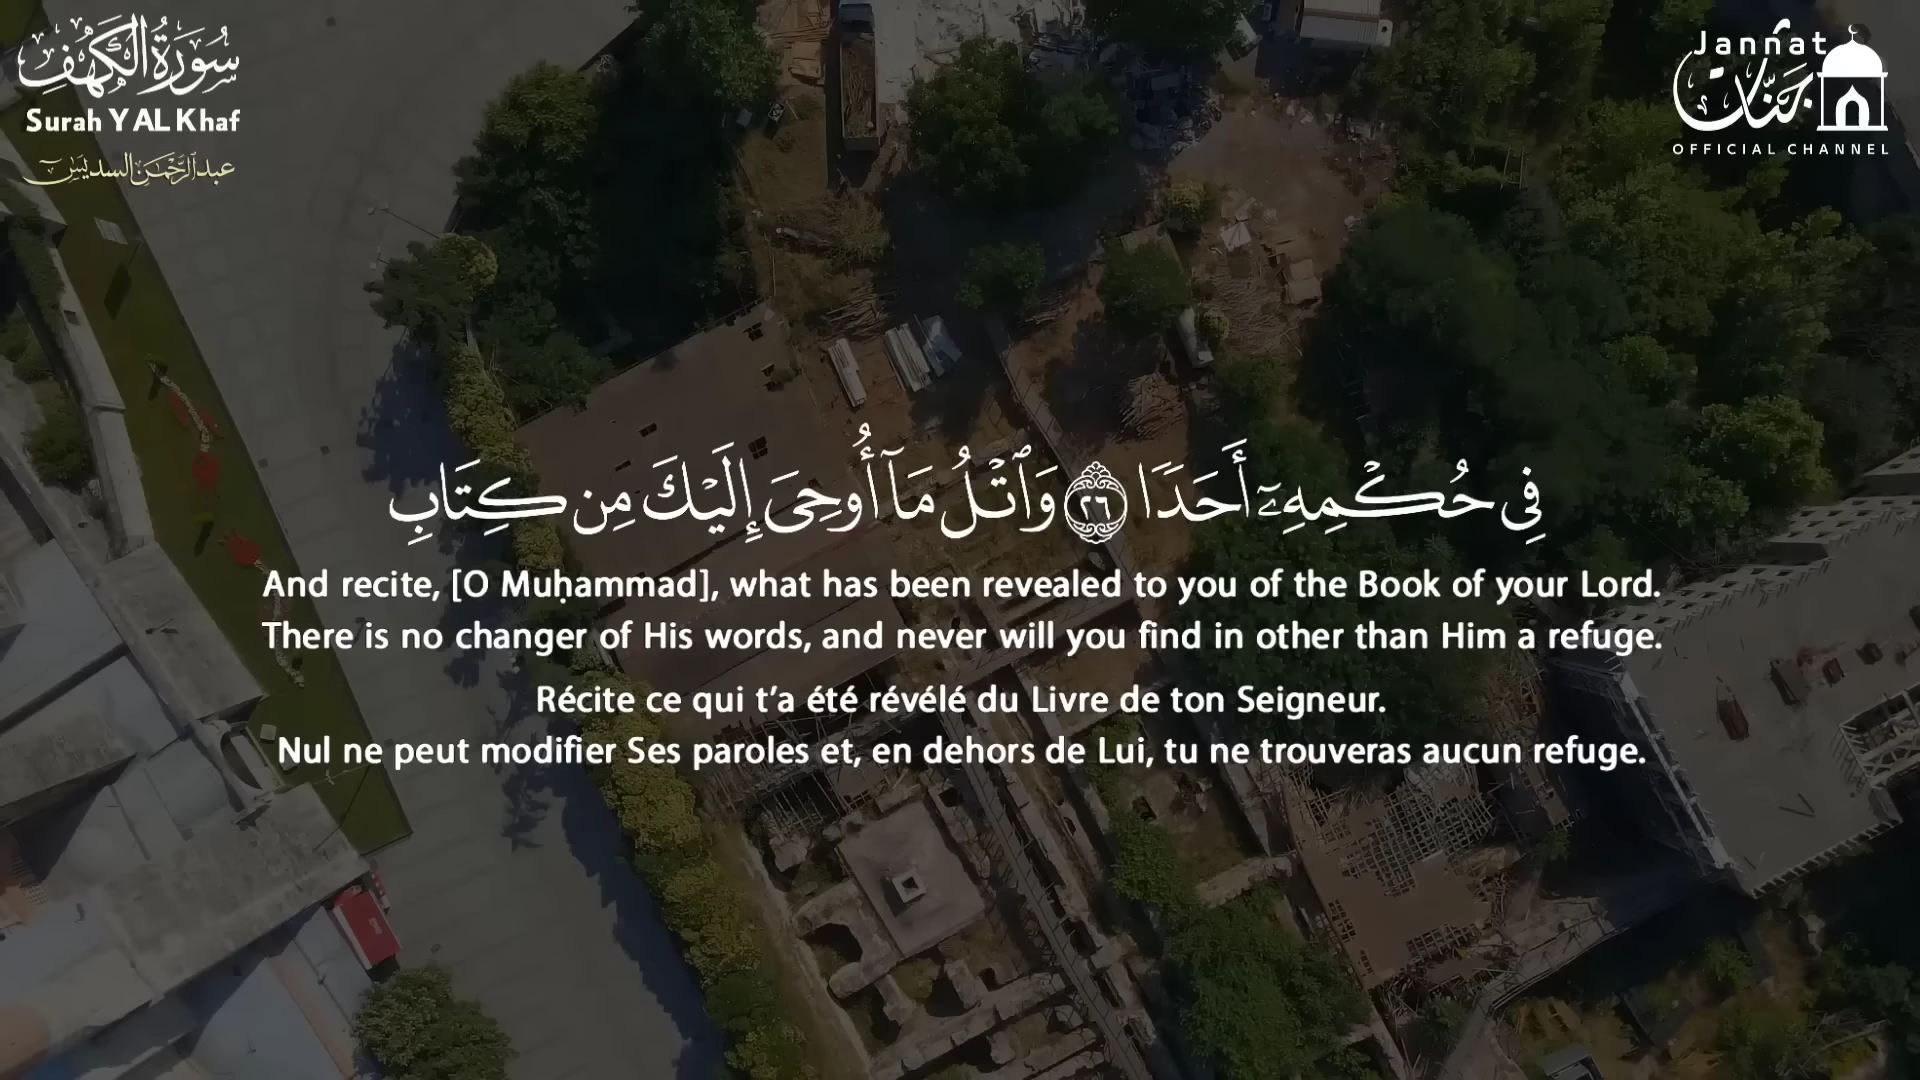 سُورَةُ الكَهْفِ
Surah Y AL Khaf
عبدالرحمن السديس
Jannat
جَنَّات
OFFICIAL CHANNEL
فِي حُكْمِهِۦٓ أَحَدًا ٢٦ وَٱتْلُ مَآ أُوحِىَ إِلَيْكَ مِن كِتَابِ
And recite, [O Muḥammad], what has been revealed to you of the Book of your Lord.
There is no changer of His words, and never will you find in other than Him a refuge.
Récite ce qui t’a été révélé du Livre de ton Seigneur.
Nul ne peut modifier Ses paroles et, en dehors de Lui, tu ne trouveras aucun refuge.